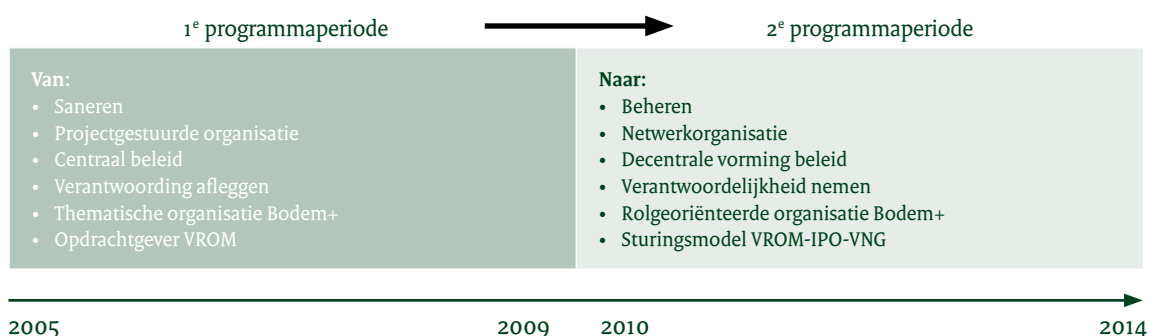 1e programmaperiode
2e programmaperiode
Van:
• Saneren
• Projectgestuurde organisatie
• Centraal beleid
• Verantwoording afleggen
• Thematische organisatie Bodem+
• Opdrachtgever VROM
Naar:
• Beheren
• Netwerkorganisatie
• Decentrale vorming beleid
• Verantwoordelijkheid nemen
• Rolgeoriënteerde organisatie Bodem+
• Sturingsmodel VROM-IPO-VNG
2005 2009 2010 2014